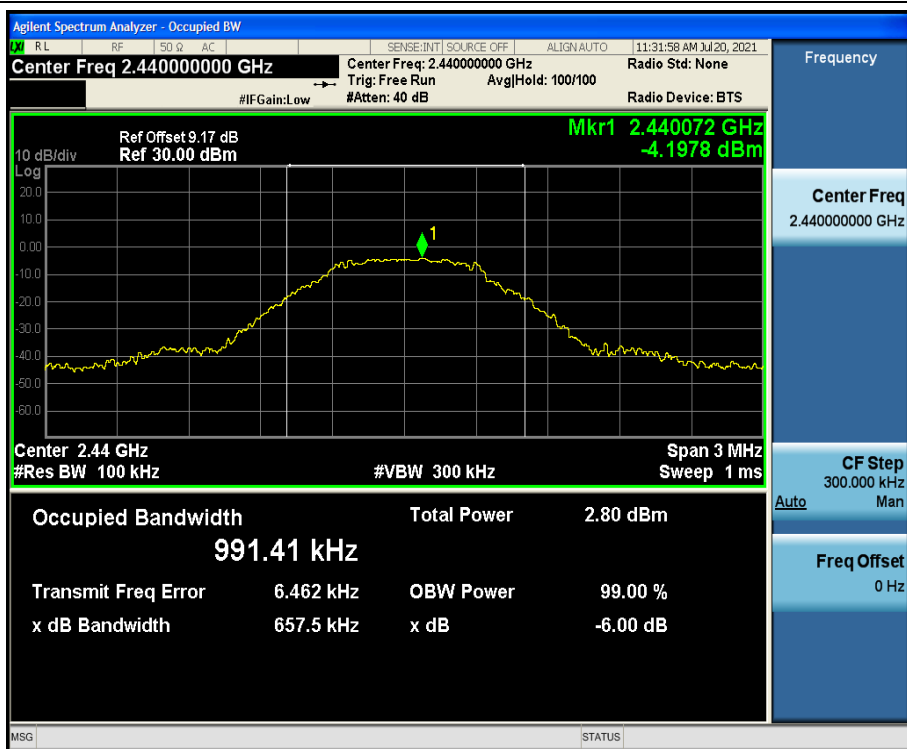 Agilent Spectrum Analyzer - Occupied BW
LXI RL RF 50 Ω AC SENSE:INT SOURCE OFF ALIGN AUTO 11:31:58 AM Jul 20, 2021
Center Freq 2.440000000 GHz Center Freq: 2.440000000 GHz Radio Std: None
Trig: Free Run Avg|Hold: 100/100
#IFGain:Low #Atten: 40 dB Radio Device: BTS
Frequency
Mkr1 2.440072 GHz
-4.1978 dBm
Ref Offset 9.17 dB
10 dB/div Ref 30.00 dBm
Log
20.0
10.0
0.00
-10.0
-20.0
-30.0
-40.0
-50.0
-60.0
1
Center 2.44 GHz Span 3 MHz
#Res BW 100 kHz #VBW 300 kHz Sweep 1 ms
Center Freq
2.440000000 GHz
CF Step
300.000 kHz
Auto Man
Freq Offset
0 Hz
Occupied Bandwidth Total Power 2.80 dBm
991.41 kHz
Transmit Freq Error 6.462 kHz OBW Power 99.00 %
x dB Bandwidth 657.5 kHz x dB -6.00 dB
MSG STATUS